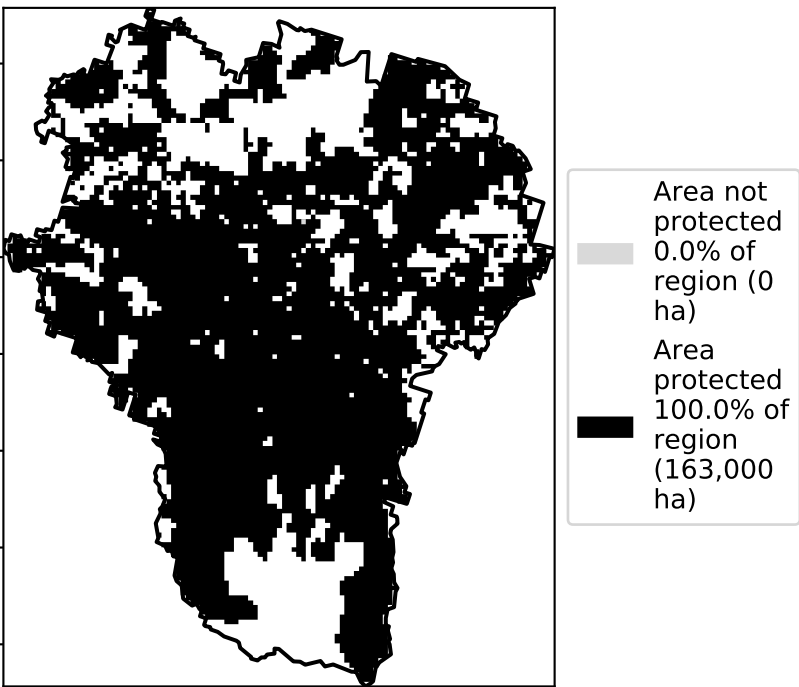 Area not
protected
0.0% of
region (0
ha)
Area
protected
100.0% of
region
(163,000
ha)